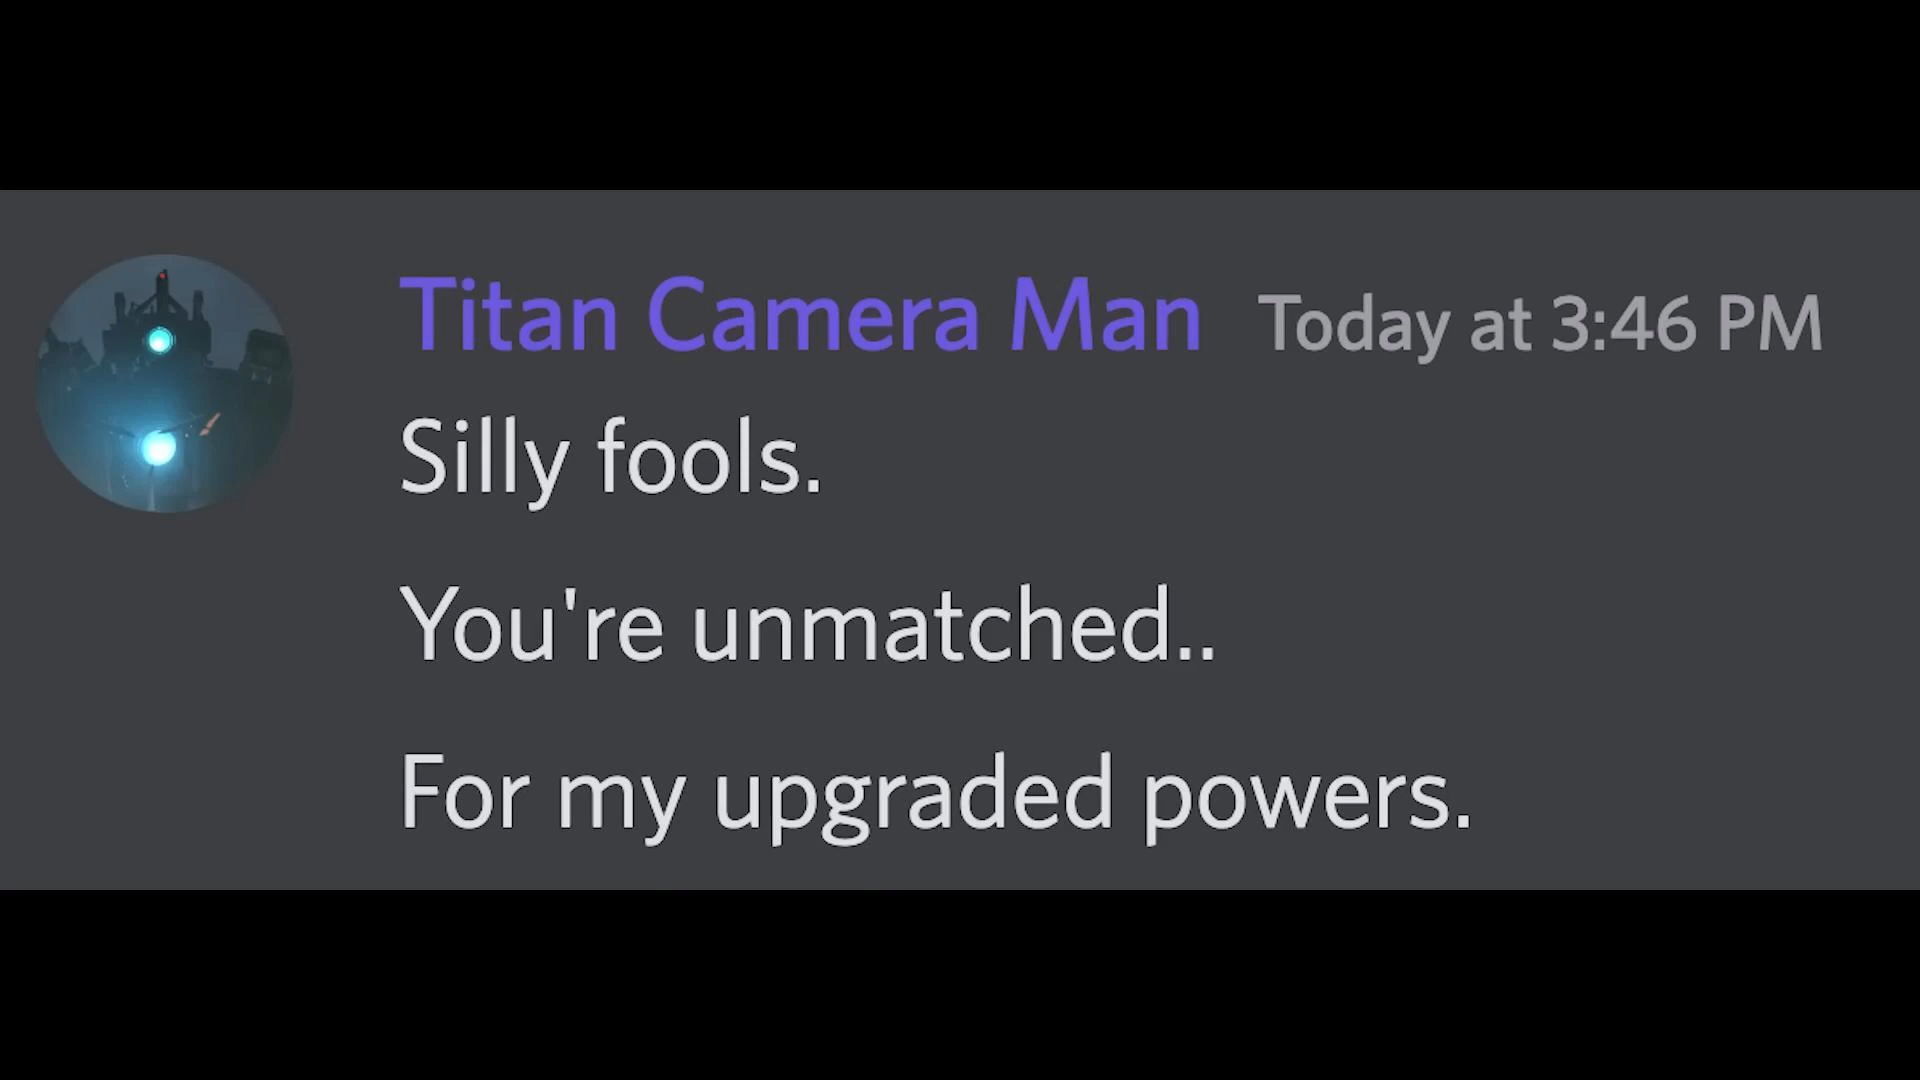 Titan Camera Man Today at 3:46 PM
Silly fools.
You're unmatched..
For my upgraded powers.